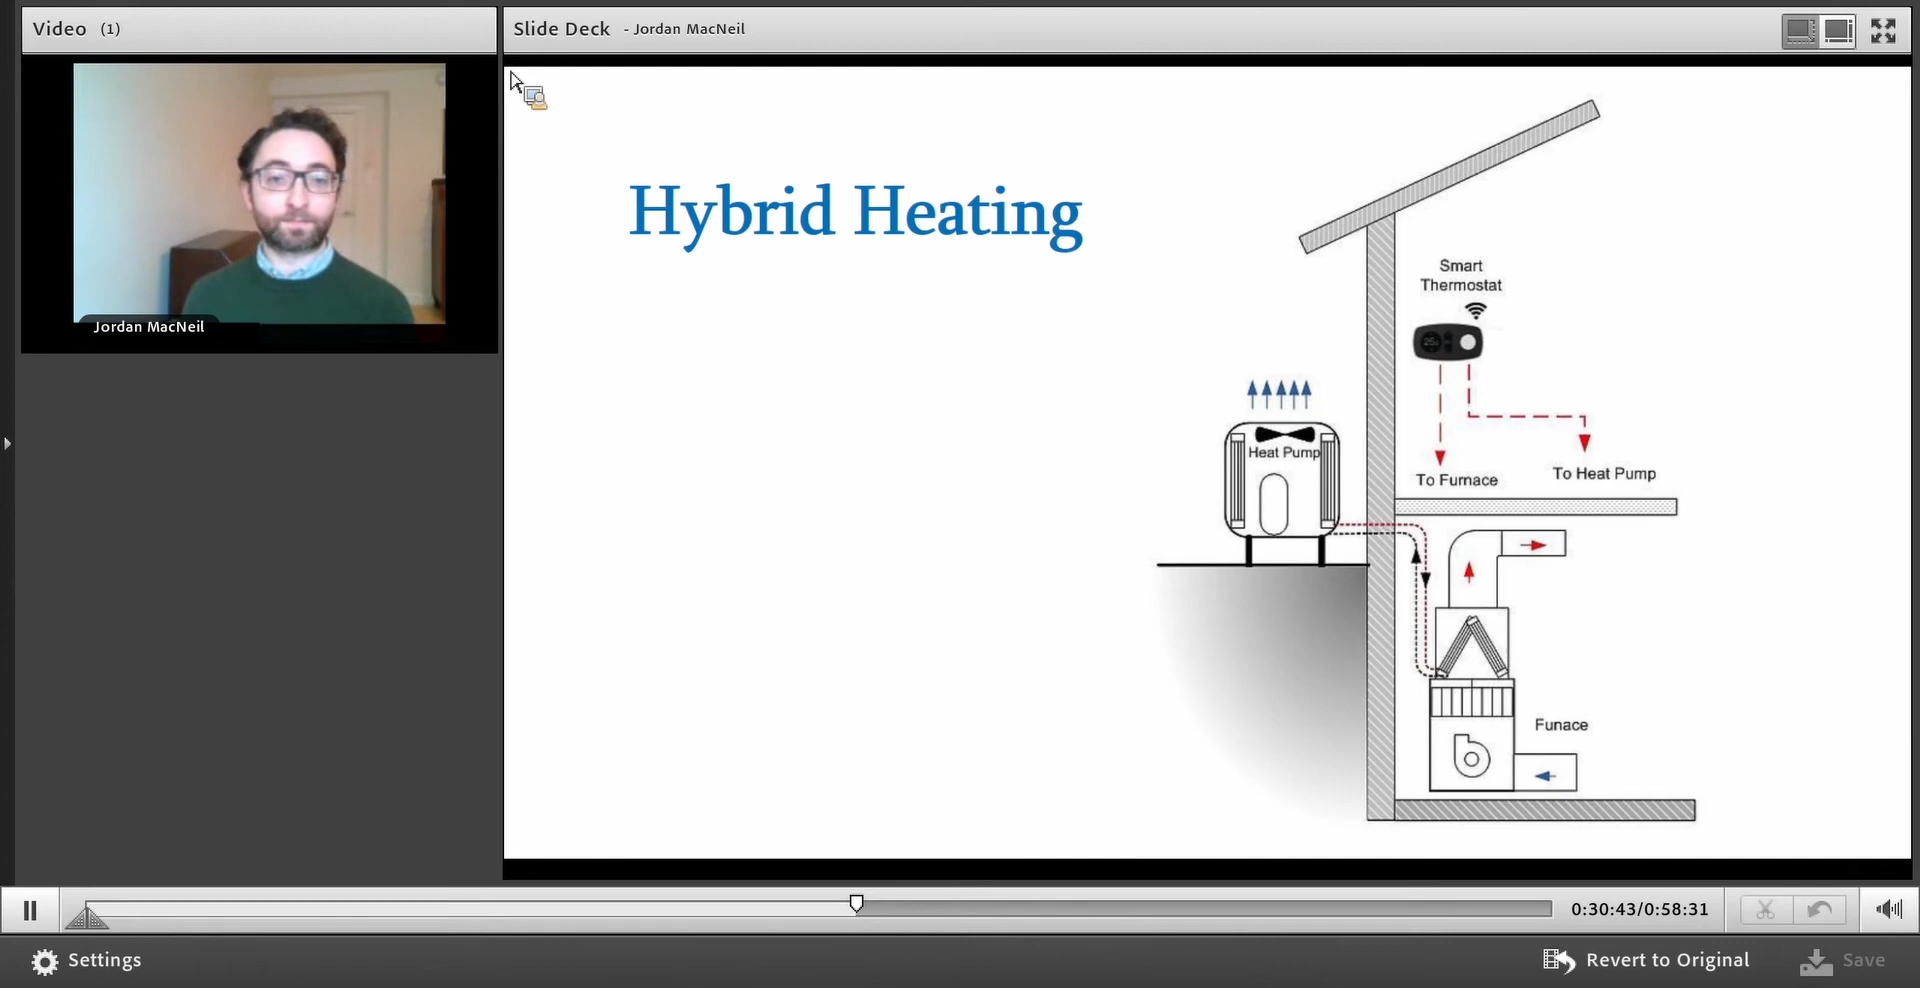 Video (1)
Slide Deck - Jordan MacNeil
Jordan MacNeil
Hybrid Heating
Smart
Thermostat
Heat Pump
To Furnace
To Heat Pump
Funace
0:30:43/0:58:31
Settings
Revert to Original
Save